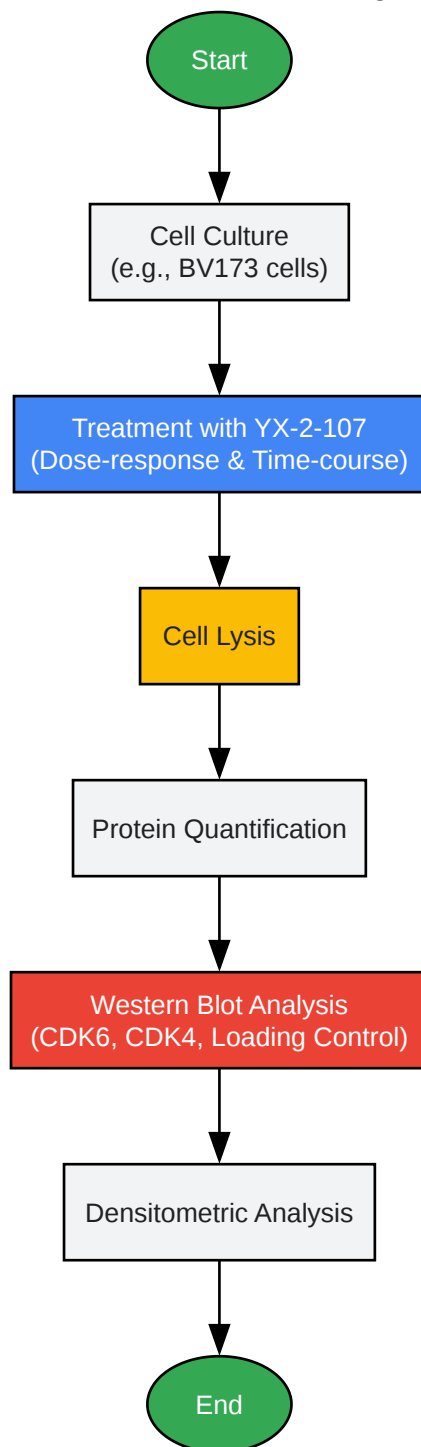 Start
Cell Culture
(e.g., BV173 cells)
Treatment with YX-2-107
(Dose-response & Time-course)
Cell Lysis
Protein Quantification
Western Blot Analysis
(CDK6, CDK4, Loading Control)
Densitometric Analysis
End